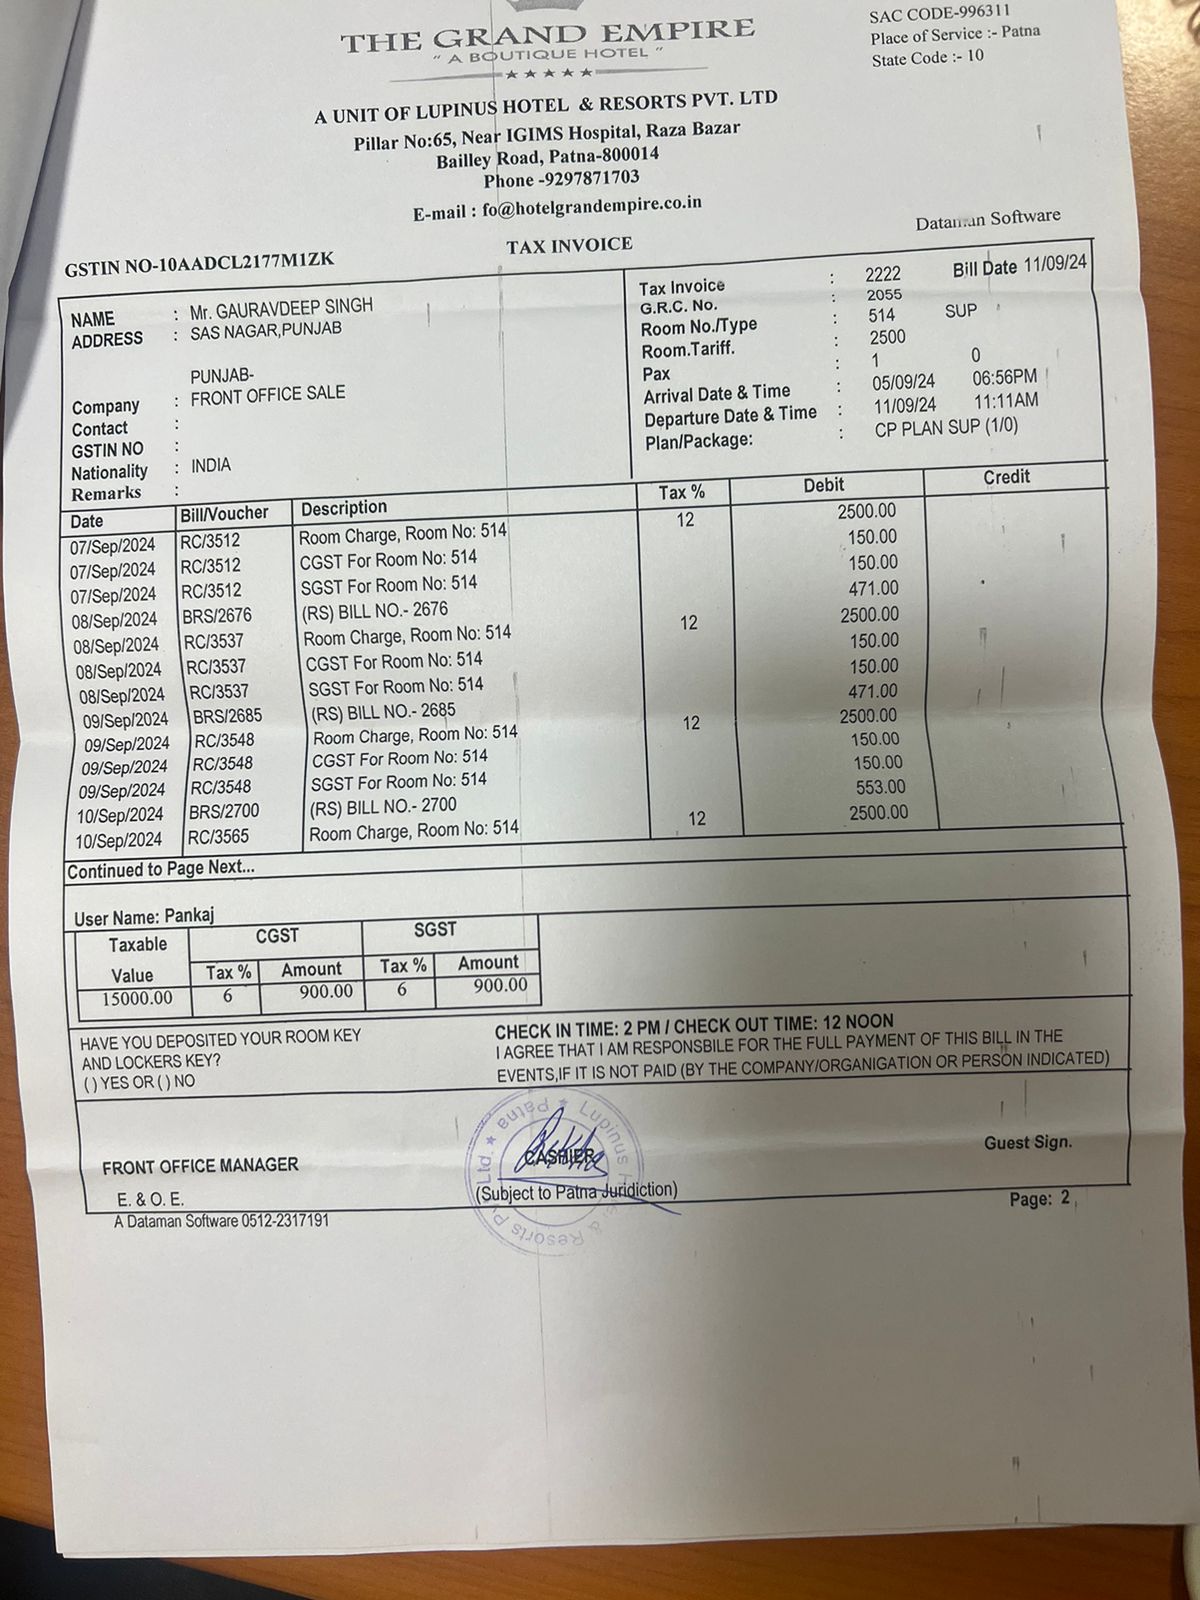 THE GRAND EMPIRE
" A BOUTIQUE HOTEL "
SAC CODE-996311
Place of Service :- Patna
State Code :- 10
A UNIT OF LUPINUS HOTEL & RESORTS PVT. LTD
Pillar No:65, Near IGIMS Hospital, Raza Bazar
Bailley Road, Patna-800014
Phone -9297871703
E-mail : fo@hotelgrandempire.co.in
Dataman Software
GSTIN NO-10AADCL2177M1ZK
TAX INVOICE
NAME : Mr. GAURAVDEEP SINGH
ADDRESS : SAS NAGAR,PUNJAB
PUNJAB-
Company : FRONT OFFICE SALE
Contact :
GSTIN NO :
Nationality : INDIA
Remarks :
Tax Invoice : 2222 Bill Date 11/09/24
G.R.C. No. : 2055
Room No./Type : 514 SUP
Room.Tariff. : 2500
Pax : 1 0
Arrival Date & Time : 05/09/24 06:56PM
Departure Date & Time : 11/09/24 11:11AM
Plan/Package: : CP PLAN SUP (1/0)
Date Bill/Voucher Description Tax % Debit Credit
07/Sep/2024 RC/3512 Room Charge, Room No: 514 12 2500.00
07/Sep/2024 RC/3512 CGST For Room No: 514 150.00
07/Sep/2024 RC/3512 SGST For Room No: 514 150.00
08/Sep/2024 BRS/2676 (RS) BILL NO.- 2676 471.00
08/Sep/2024 RC/3537 Room Charge, Room No: 514 12 2500.00
08/Sep/2024 RC/3537 CGST For Room No: 514 150.00
08/Sep/2024 RC/3537 SGST For Room No: 514 150.00
09/Sep/2024 BRS/2685 (RS) BILL NO.- 2685 471.00
09/Sep/2024 RC/3548 Room Charge, Room No: 514 12 2500.00
09/Sep/2024 RC/3548 CGST For Room No: 514 150.00
09/Sep/2024 RC/3548 SGST For Room No: 514 150.00
10/Sep/2024 BRS/2700 (RS) BILL NO.- 2700 553.00
10/Sep/2024 RC/3565 Room Charge, Room No: 514 12 2500.00
Continued to Page Next...
User Name: Pankaj
Taxable CGST SGST
Value Tax % Amount Tax % Amount
15000.00 6 900.00 6 900.00
HAVE YOU DEPOSITED YOUR ROOM KEY
AND LOCKERS KEY?
( ) YES OR ( ) NO
CHECK IN TIME: 2 PM / CHECK OUT TIME: 12 NOON
I AGREE THAT I AM RESPONSBILE FOR THE FULL PAYMENT OF THIS BILL IN THE
EVENTS,IF IT IS NOT PAID (BY THE COMPANY/ORGANIGATION OR PERSON INDICATED)
Lupinus & Resorts Pvt. Ltd. ★ Patna ★
FRONT OFFICE MANAGER
CASHIER
Guest Sign.
E. & O. E.
(Subject to Patna Juridiction)
Page: 2
A Dataman Software 0512-2317191